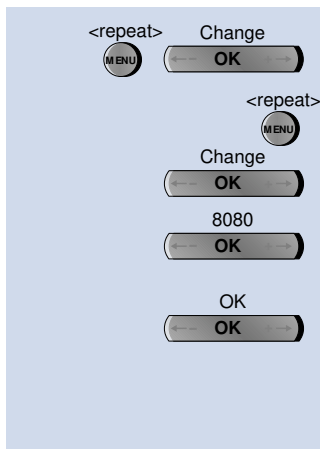 <repeat> Change
MENU OK
<repeat>
MENU
Change
OK
8080
OK
OK
OK